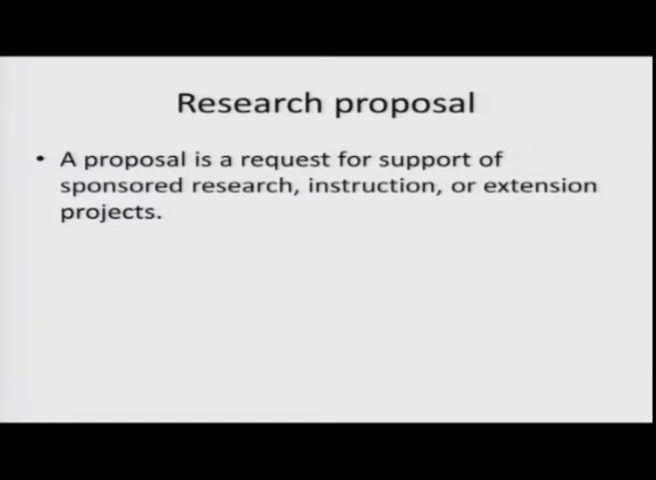 Research proposal
• A proposal is a request for support of
sponsored research, instruction, or extension
projects.